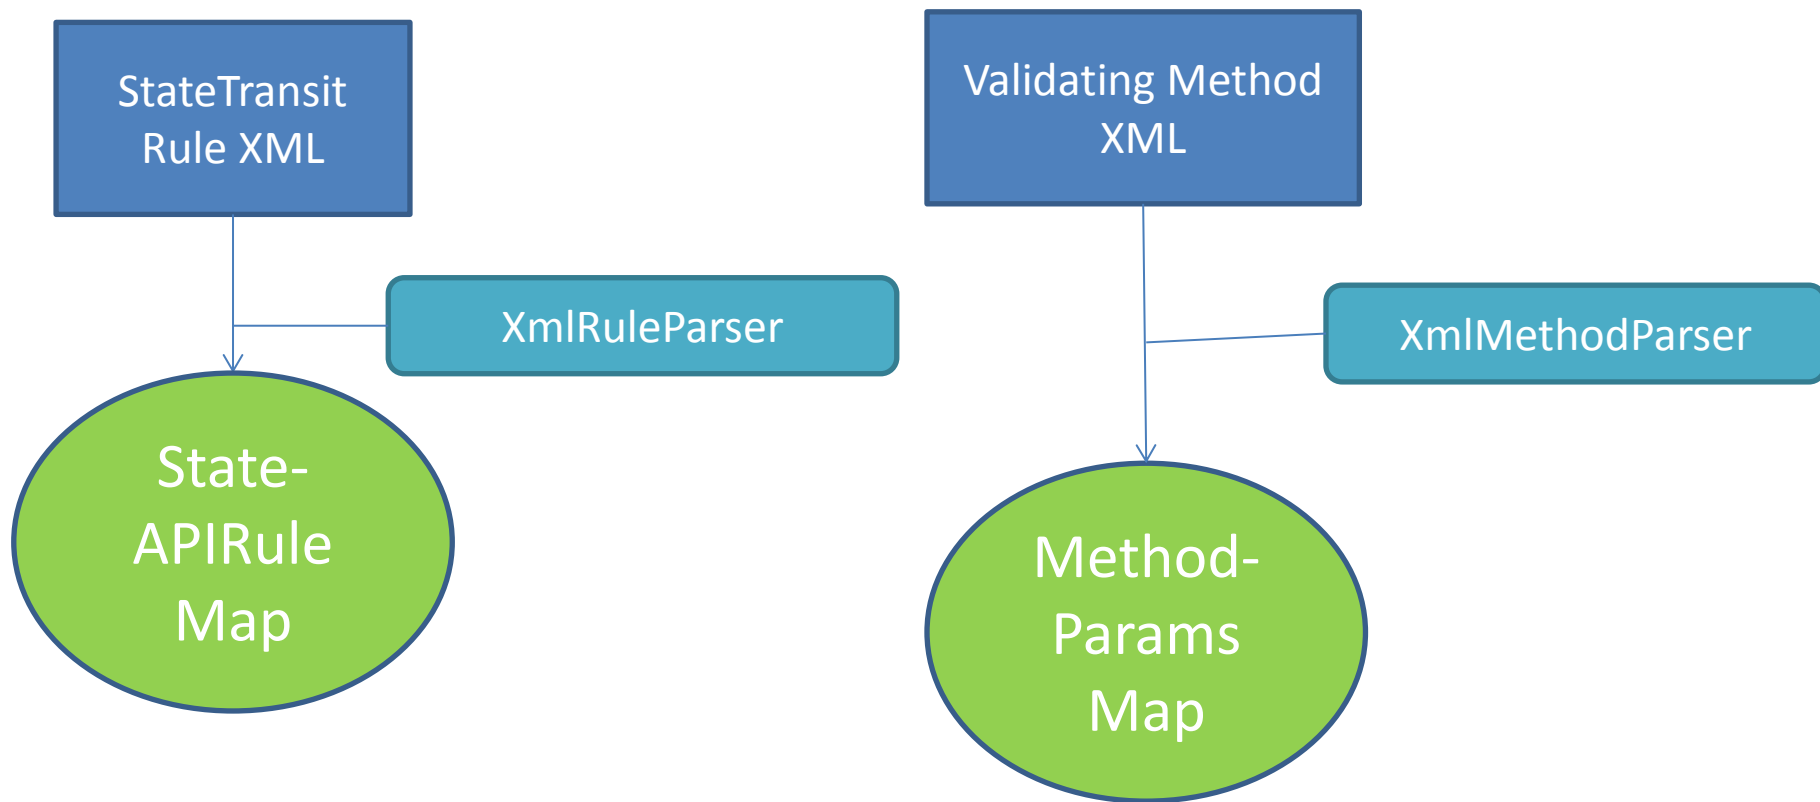 StateTransit
Rule XML
Validating Method
XML
XmlRuleParser
XmlMethodParser
State-
APIRule
Map
Method-
Params
Map